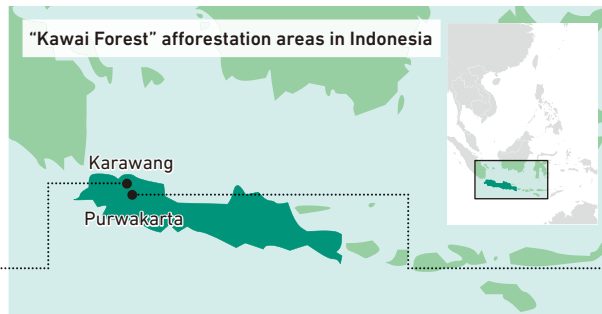 “Kawai Forest” afforestation areas in Indonesia
Karawang
Purwakarta